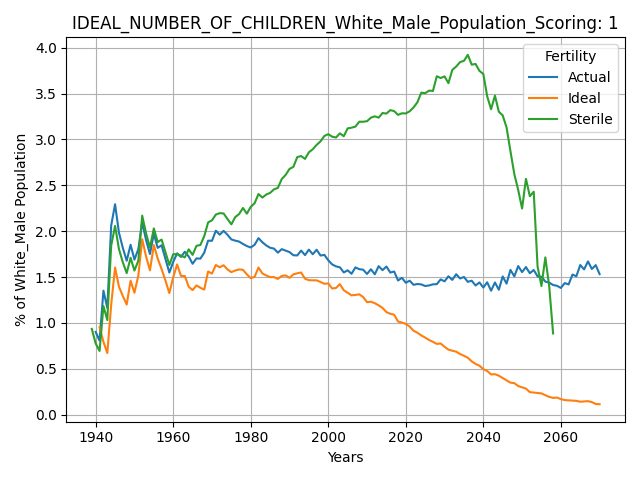 IDEAL_NUMBER_OF_CHILDREN_White_Male_Population_Scoring: 1
% of White_Male Population
4.0
3.5
3.0
2.5
2.0
1.5
1.0
0.5
0.0
Fertility
Actual
Ideal
Sterile
1940 1960 1980 2000 2020 2040 2060
Years